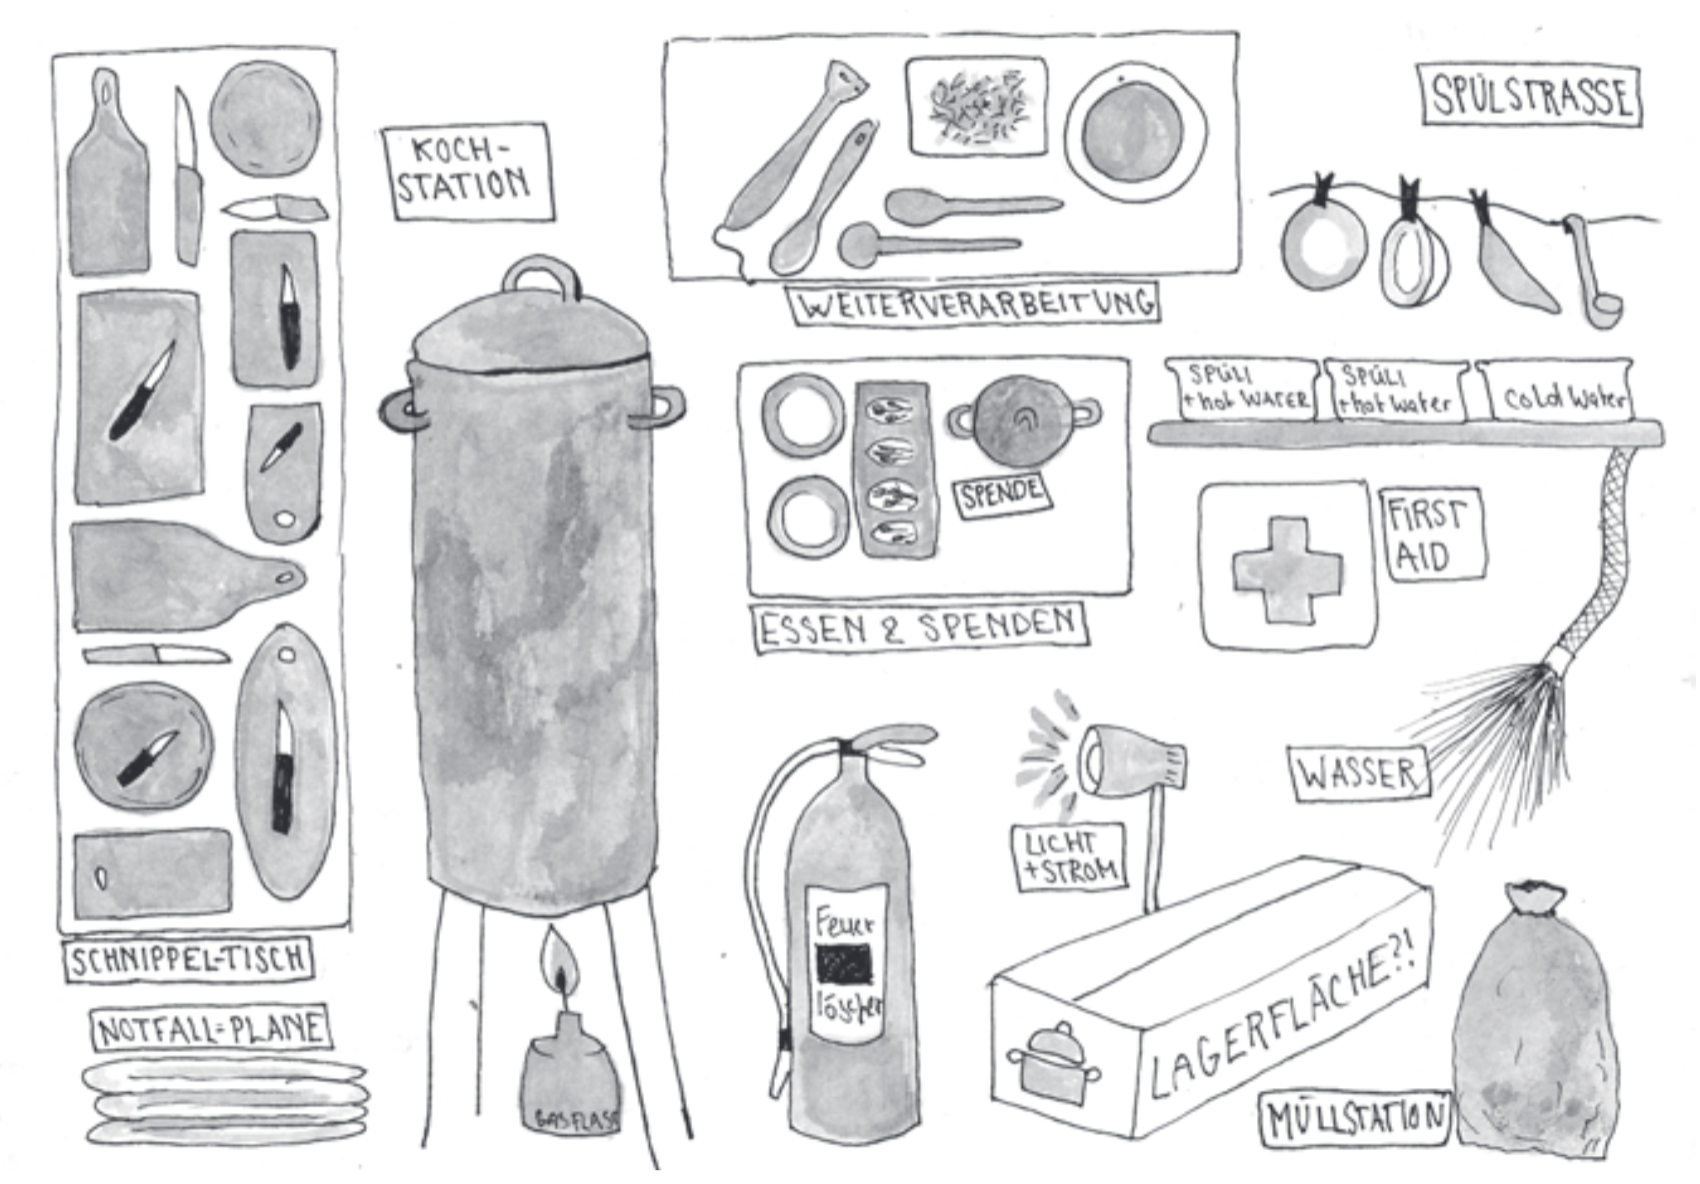 KOCH-
STATION
SCHNIPPEL-TISCH
NOTFALL-PLANE
GASFLASC
WEITERVERARBEITUNG
SPENDE
ESSEN & SPENDEN
Feuer
löscher
SPÜLSTRASSE
SPÜLI
+ hot WATER
SPÜLI
+ hot water
Cold Water
FIRST
AID
WASSER
LICHT
+STROM
LAGERFLÄCHE?!
MÜLLSTATION